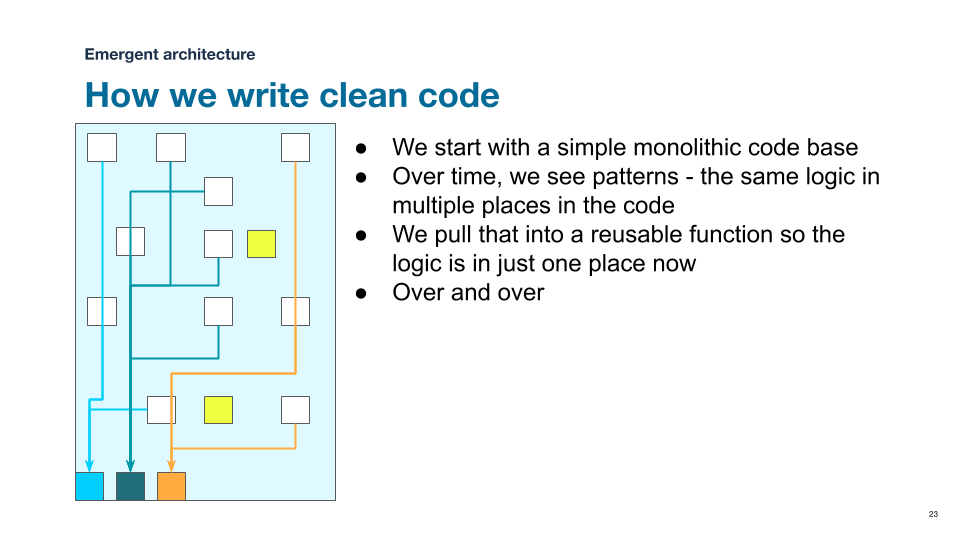 Emergent architecture
How we write clean code
● We start with a simple monolithic code base
● Over time, we see patterns - the same logic in
multiple places in the code
● We pull that into a reusable function so the
logic is in just one place now
● Over and over
23